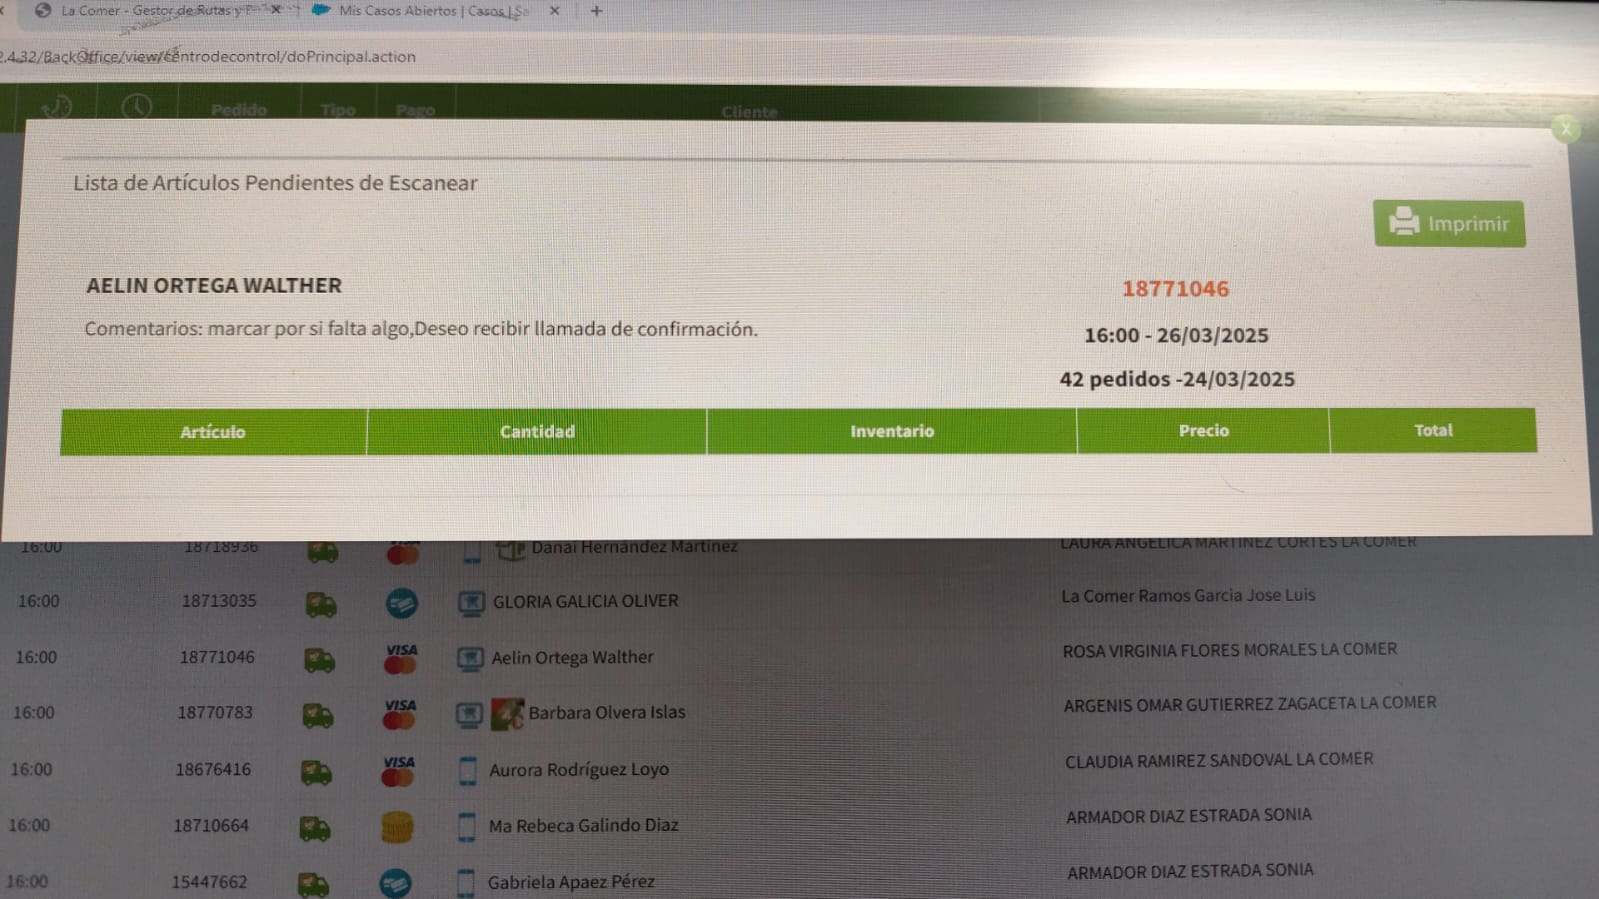 La Comer - Gestor de Rutas y P
Mis Casos Abiertos | Casos | Sa
2.4.32/BackOffice/view/centrodecontrol/doPrincipal.action
Pedido Tipo Pago Cliente
X
Lista de Artículos Pendientes de Escanear
Imprimir
AELIN ORTEGA WALTHER
18771046
Comentarios: marcar por si falta algo,Deseo recibir llamada de confirmación.
16:00 - 26/03/2025
42 pedidos -24/03/2025
Artículo Cantidad Inventario Precio Total
16:00 18718936 Danai Hernández Martínez LAURA ANGELICA MARTINEZ CORTES LA COMER
16:00 18713035 GLORIA GALICIA OLIVER La Comer Ramos Garcia Jose Luis
16:00 18771046 VISA Aelin Ortega Walther ROSA VIRGINIA FLORES MORALES LA COMER
16:00 18770783 VISA Barbara Olvera Islas ARGENIS OMAR GUTIERREZ ZAGACETA LA COMER
16:00 18676416 VISA Aurora Rodríguez Loyo CLAUDIA RAMIREZ SANDOVAL LA COMER
16:00 18710664 Ma Rebeca Galindo Diaz ARMADOR DIAZ ESTRADA SONIA
16:00 15447662 Gabriela Apaez Pérez ARMADOR DIAZ ESTRADA SONIA